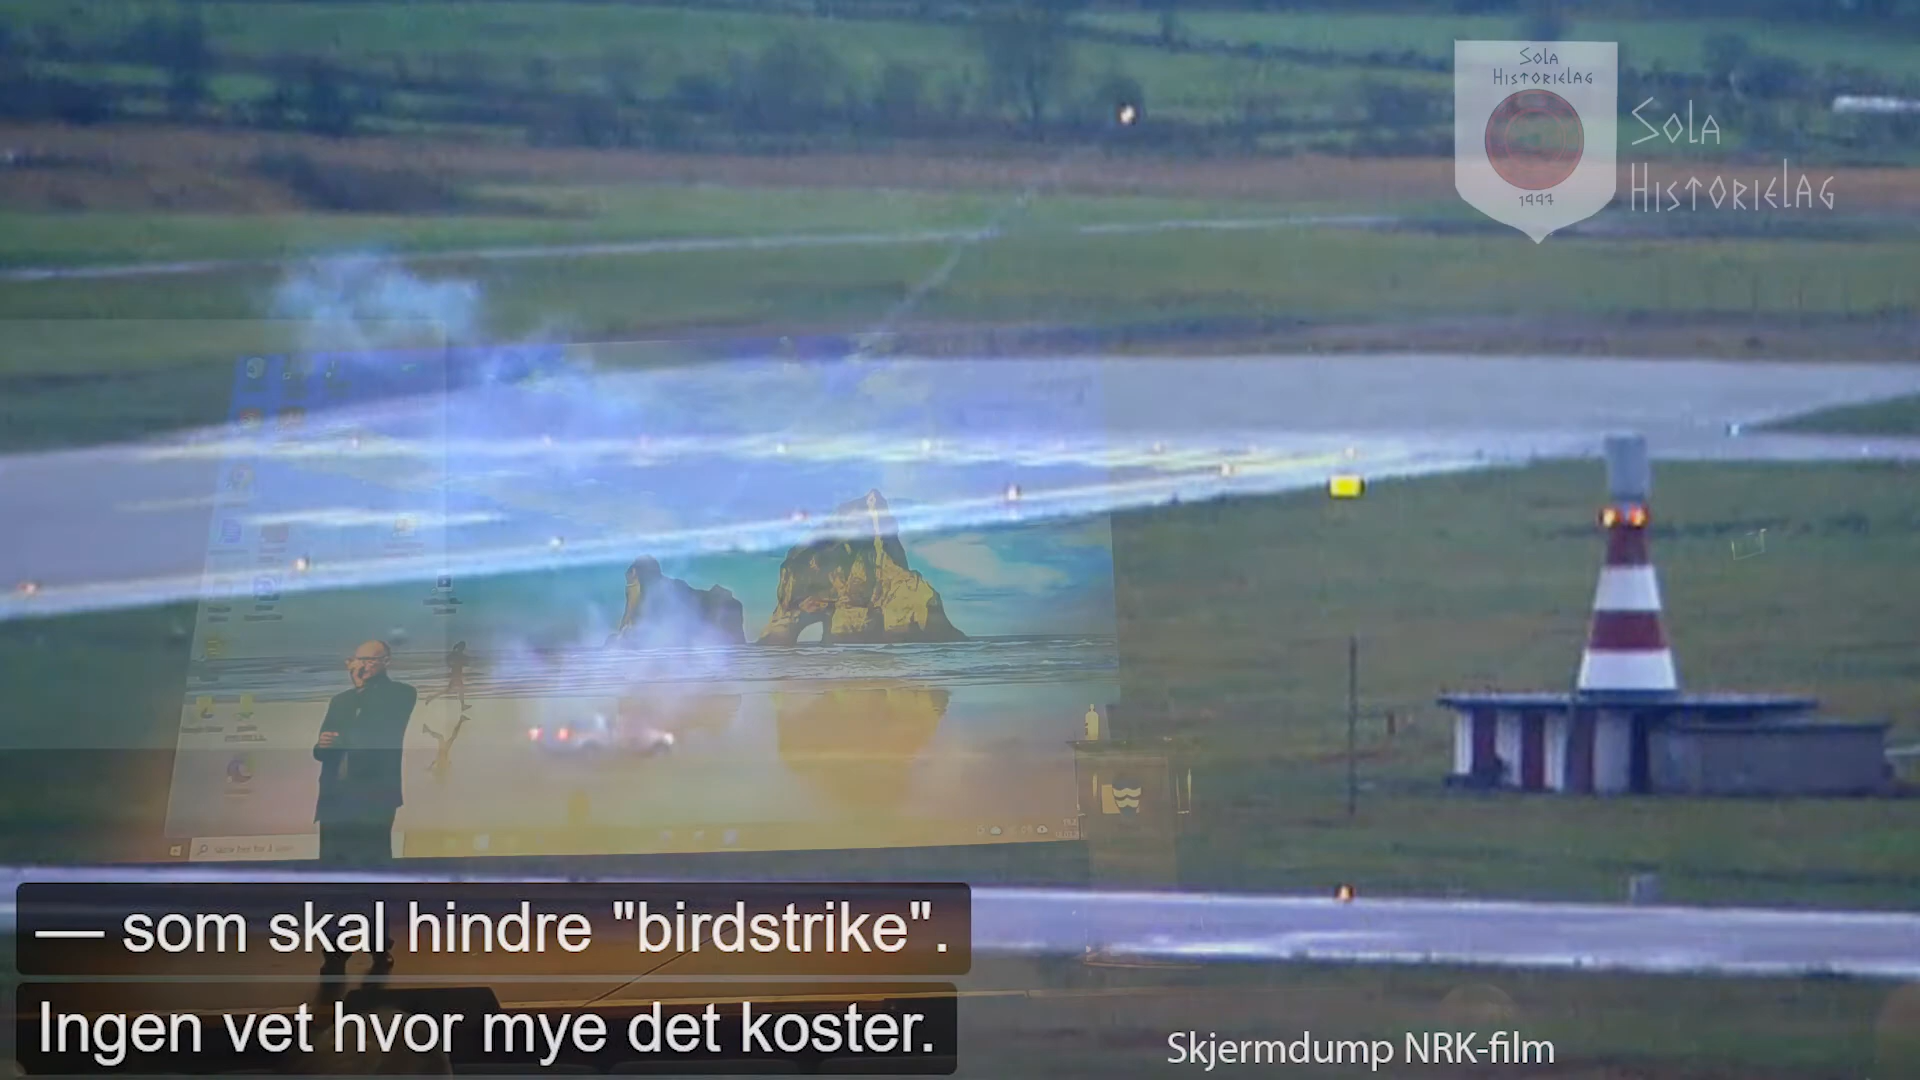 Sola
Historielag
1997
Sola
Historielag
— som skal hindre "birdstrike".
Ingen vet hvor mye det koster.
Skjermdump NRK-film